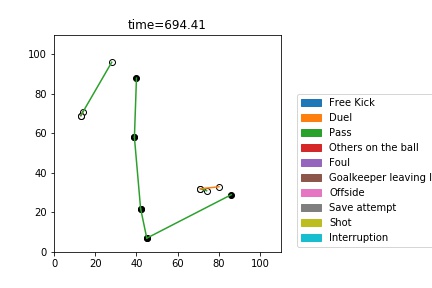 time=694.41
100
80
60
40
20
0
0 20 40 60 80 100
Free Kick
Duel
Pass
Others on the ball
Foul
Goalkeeper leaving l
Offside
Save attempt
Shot
Interruption